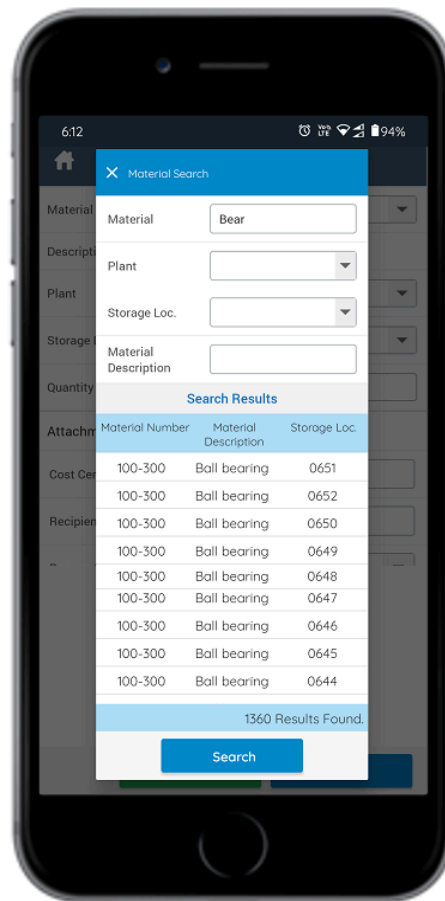 6:12
VoD LTE 94%
Material Search
Material
Material Bear
Descripti
Plant
Plant
Storage Loc.
Storage
Material Description
Quantity
Search Results
Attachm
Material Number Material Description Storage Loc.
100-300 Ball bearing 0651
Cost Cen
100-300 Ball bearing 0652
100-300 Ball bearing 0650
Recipien
100-300 Ball bearing 0649
100-300 Ball bearing 0648
100-300 Ball bearing 0647
100-300 Ball bearing 0646
100-300 Ball bearing 0645
100-300 Ball bearing 0644
1360 Results Found.
Search